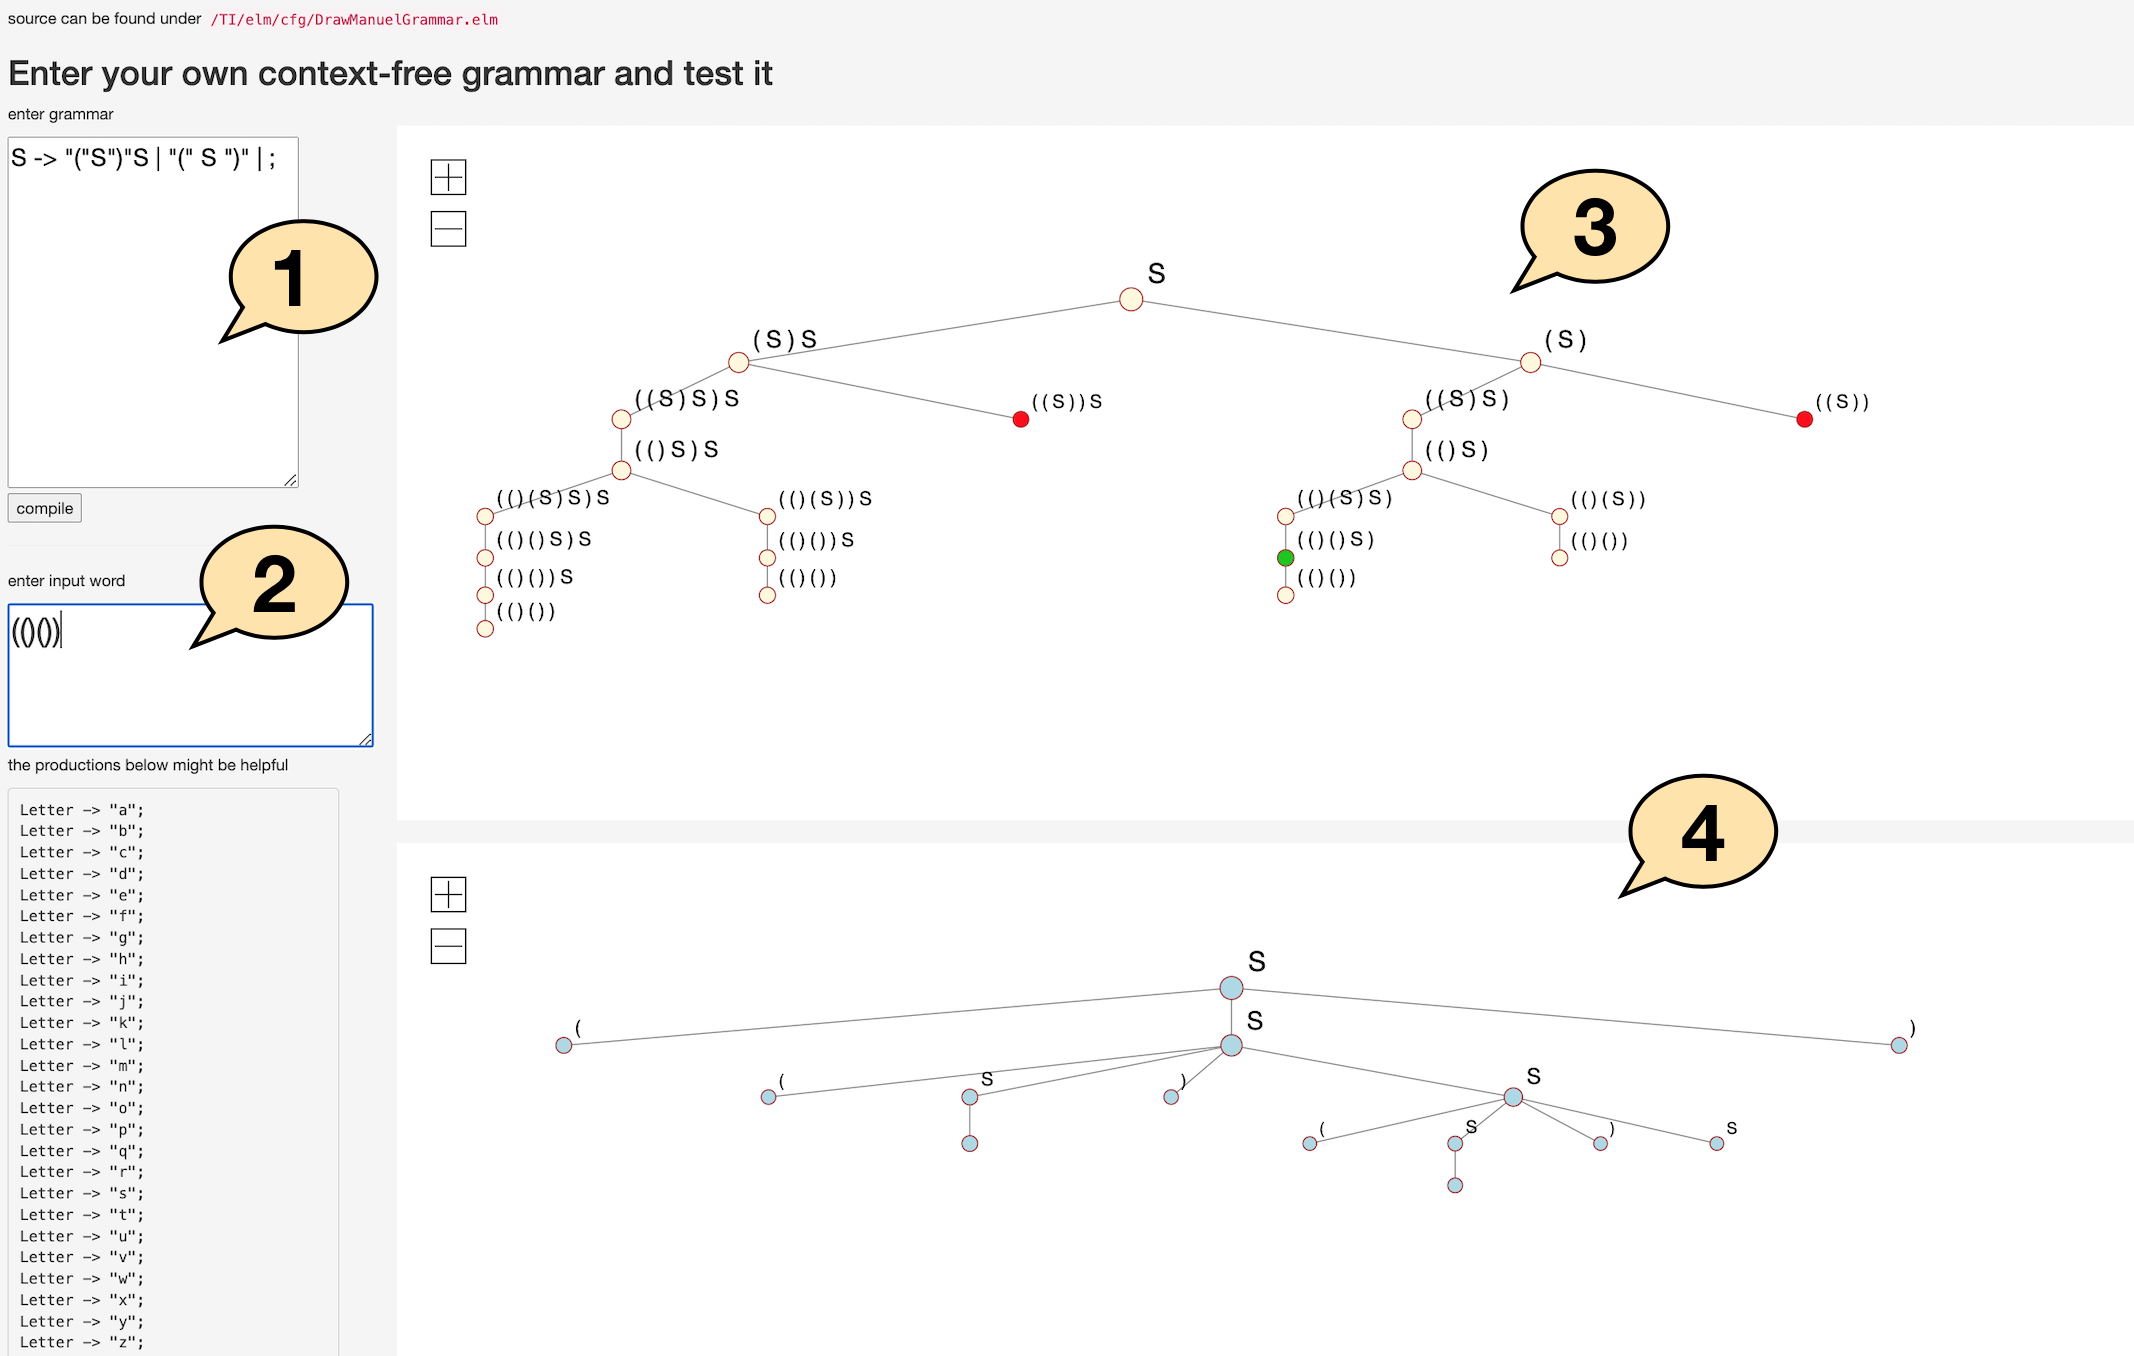 source can be found under /TI/elm/cfg/DrawManuelGrammar.elm
Enter your own context-free grammar and test it
enter grammar
S -> "("S")"S | "(" S ")" | ;
1
compile
2
enter input word
(()())
the productions below might be helpful
Letter -> "a";
Letter -> "b";
Letter -> "c";
Letter -> "d";
Letter -> "e";
Letter -> "f";
Letter -> "g";
Letter -> "h";
Letter -> "i";
Letter -> "j";
Letter -> "k";
Letter -> "l";
Letter -> "m";
Letter -> "n";
Letter -> "o";
Letter -> "p";
Letter -> "q";
Letter -> "r";
Letter -> "s";
Letter -> "t";
Letter -> "u";
Letter -> "v";
Letter -> "w";
Letter -> "x";
Letter -> "y";
Letter -> "z";
3
S
(S)S (S)
((S)S)S ((S))S ((S)S) ((S))
(()S)S (()S)
(()(S)S)S (()(S))S (()(S)S) (()(S))
(()()S)S (()())S (()()S) (()())
(()())S (()()) (()())
(()())
4
S
( S )
( S ) S
( S ) S